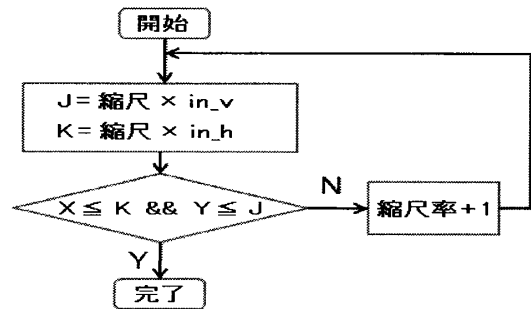 開始
J= 縮尺 × in_v
K= 縮尺 × in_h
X≦ K && Y≦ J
N
縮尺率+1
Y
完了